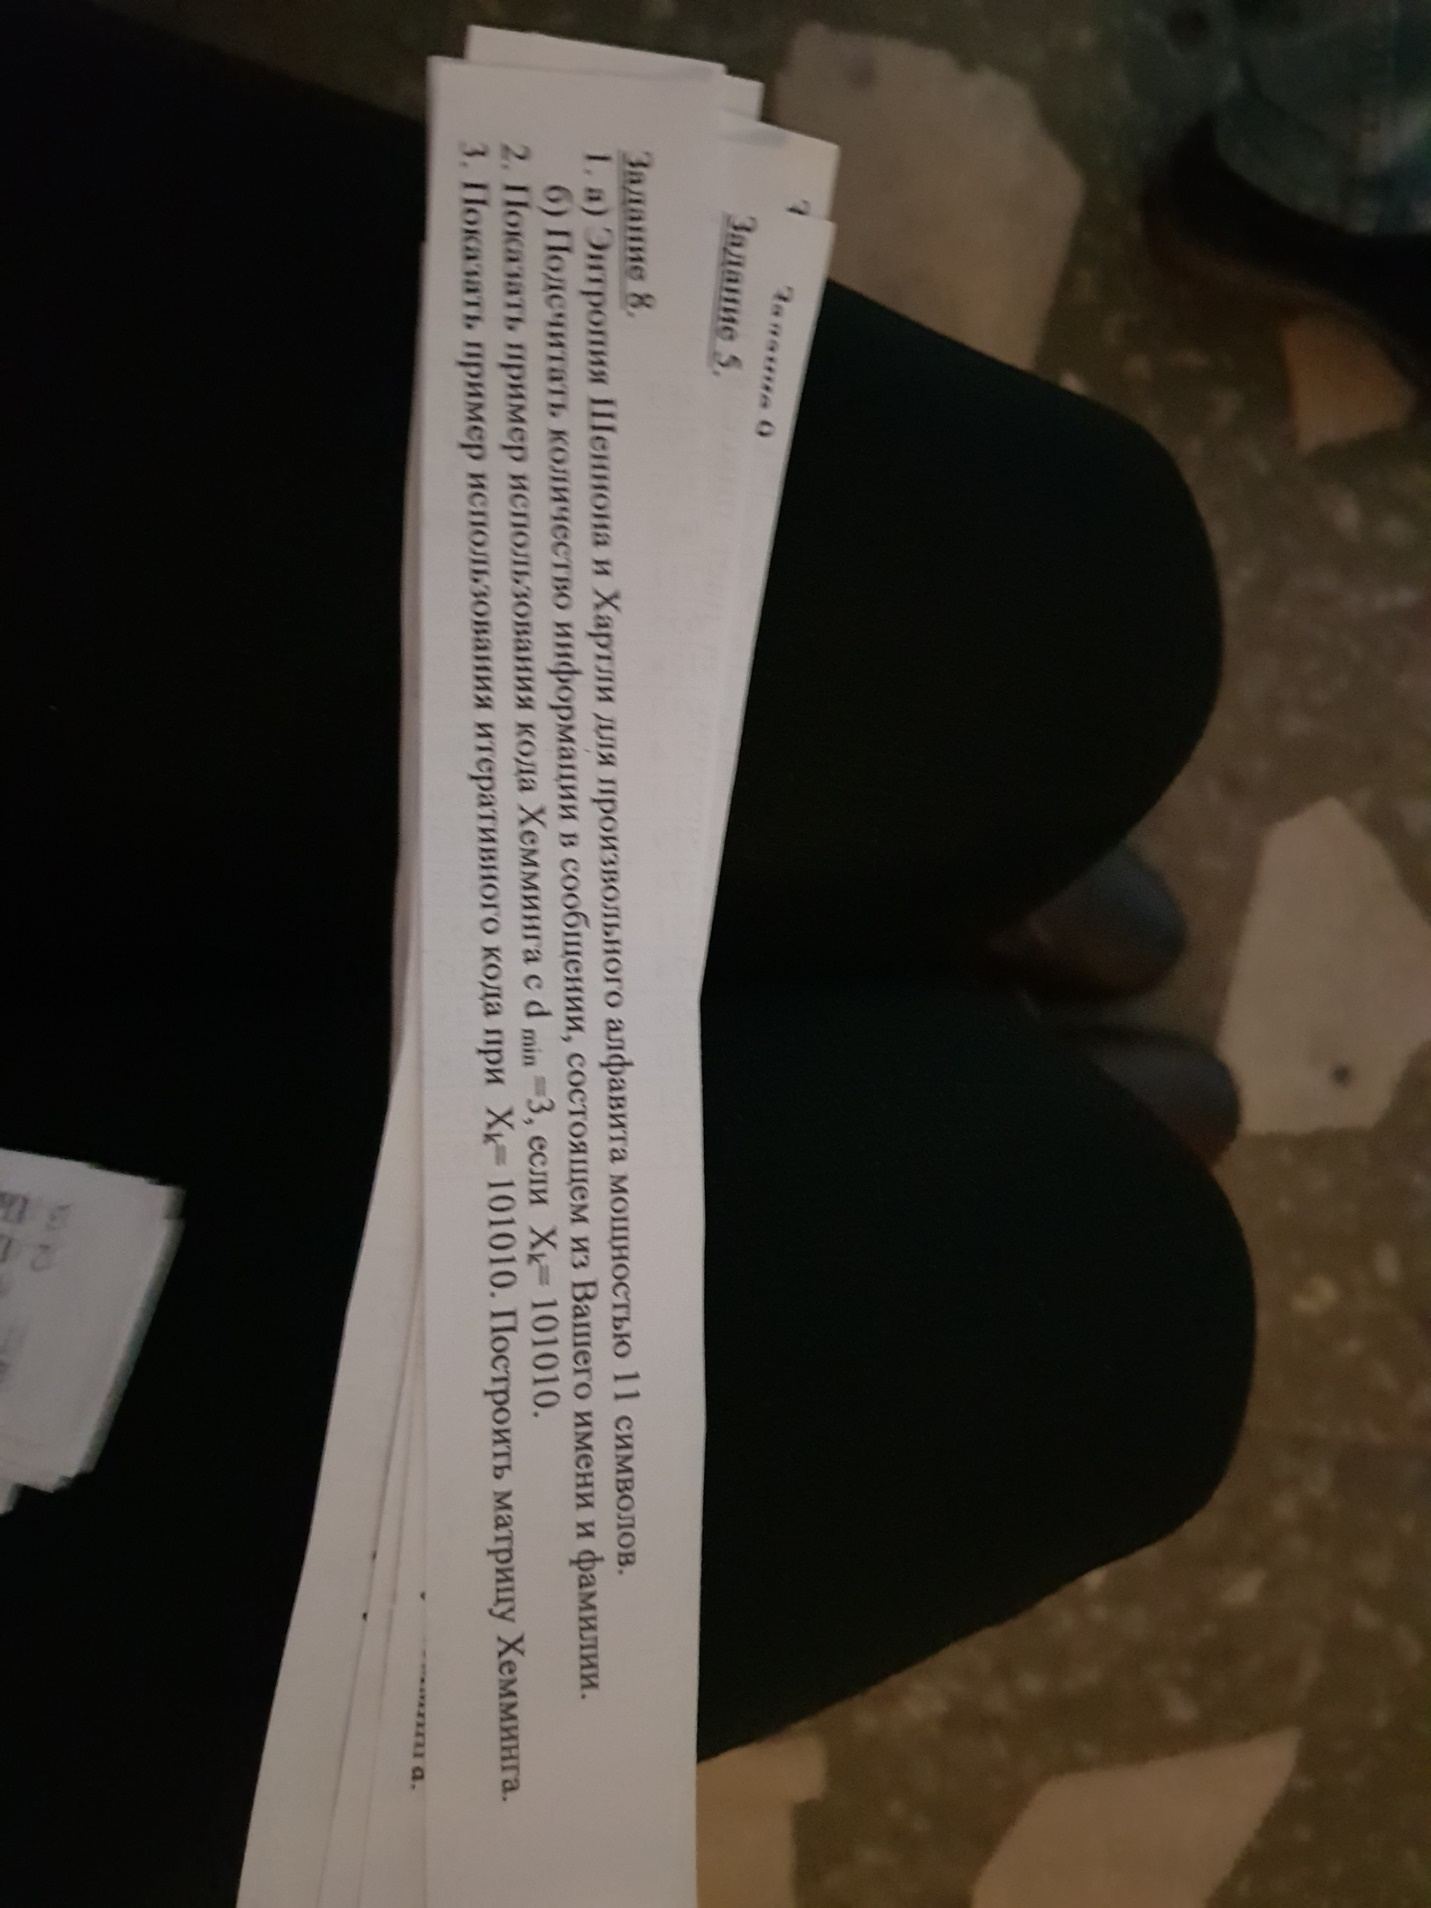 Задание 5.
Задание 8.
1. а) Энтропия Шеннона и Хартли для произвольного алфавита мощностью 11 символов.
б) Подсчитать количество информации в сообщении, состоящем из Вашего имени и фамилии.
2. Показать пример использования кода Хемминга с d min =3, если Xk= 101010.
3. Показать пример использования итеративного кода при Xk= 101010. Построить матрицу Хемминга.